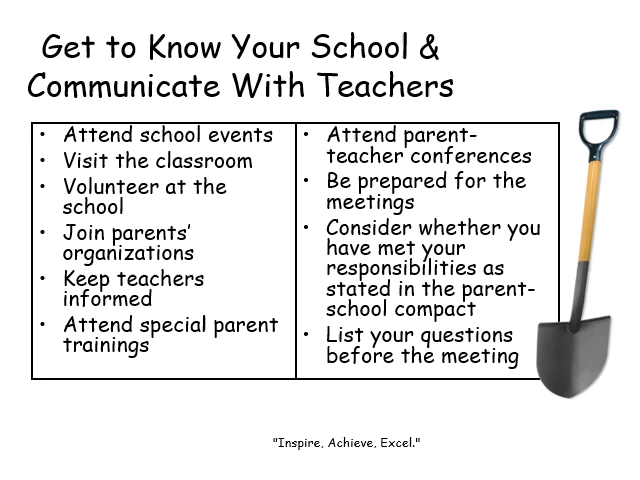 Get to Know Your School &
Communicate With Teachers
• Attend school events
• Visit the classroom
• Volunteer at the
school
• Join parents’
organizations
• Keep teachers
informed
• Attend special parent
trainings
• Attend parent-
teacher conferences
• Be prepared for the
meetings
• Consider whether you
have met your
responsibilities as
stated in the parent-
school compact
• List your questions
before the meeting
"Inspire, Achieve, Excel."